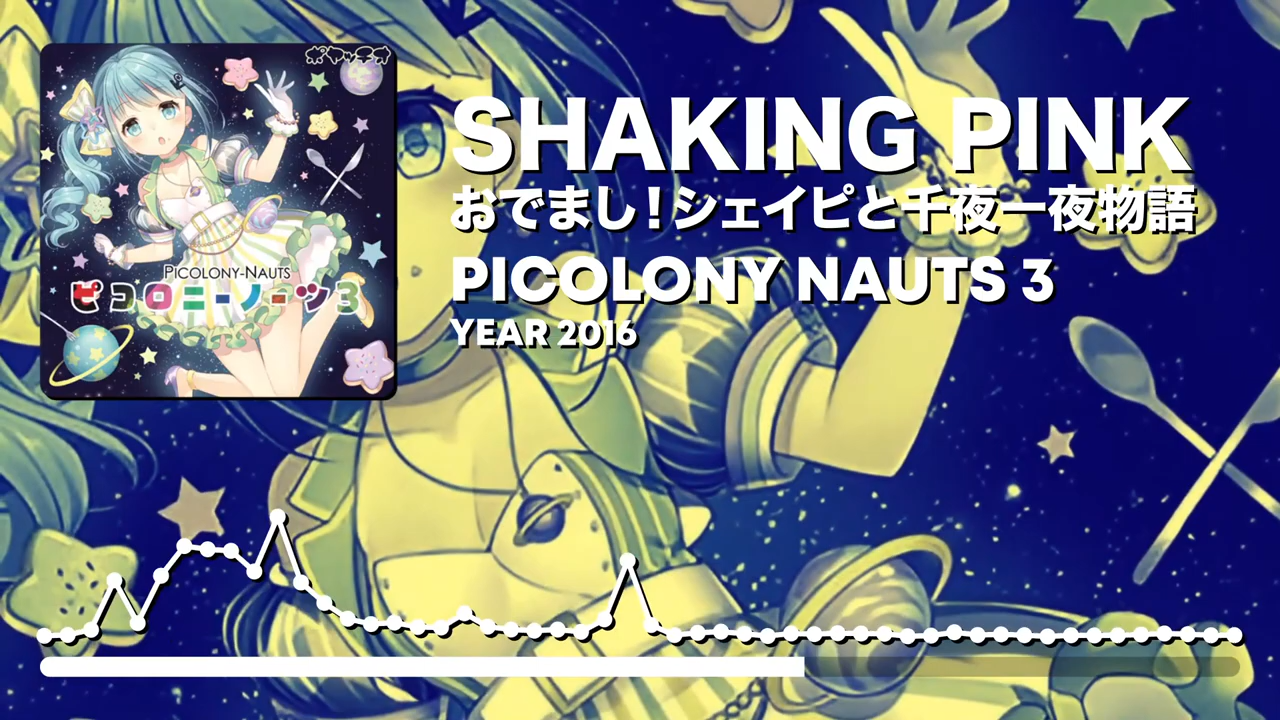 ポヤッチオ
PICOLONY-NAUTS
ピコロニーノーツ3
SHAKING PINK
おでまし!シェイピと千夜一夜物語
PICOLONY NAUTS 3
YEAR 2016